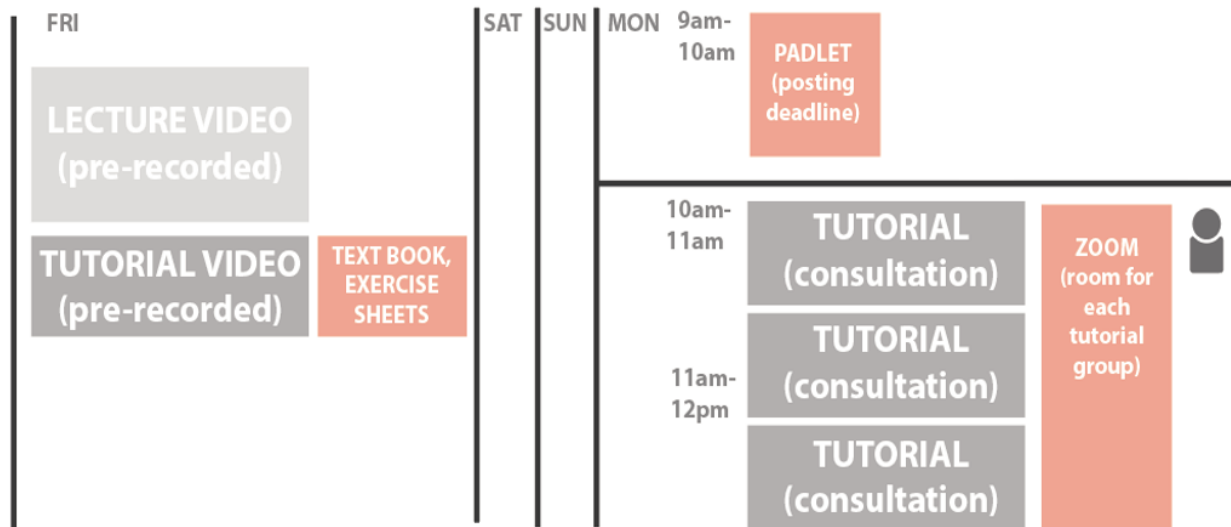 FRI
LECTURE VIDEO
(pre-recorded)
TUTORIAL VIDEO
(pre-recorded)
TEXT BOOK,
EXERCISE
SHEETS
SAT
SUN
MON
9am-
10am
PADLET
(posting
deadline)
10am-
11am
TUTORIAL
(consultation)
11am-
12pm
TUTORIAL
(consultation)
TUTORIAL
(consultation)
ZOOM
(room for
each
tutorial
group)